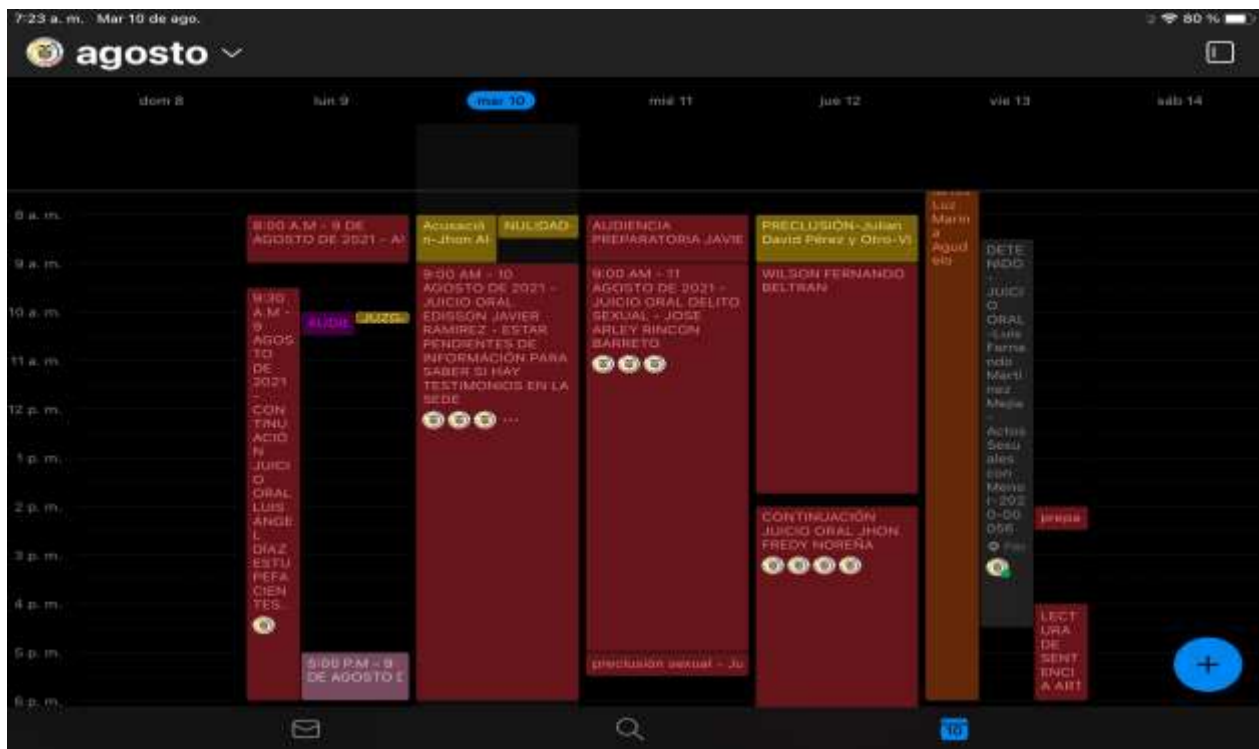 7:23 a. m. Mar 10 de ago.
80 %
agosto
dom 8
lun 9
mar 10
mié 11
jue 12
vie 13
sáb 14
8 a. m.
9 a. m.
10 a. m.
11 a. m.
12 p. m.
1 p. m.
2 p. m.
3 p. m.
4 p. m.
5 p. m.
6 p. m.
8:00 A.M - 9 DE
AGOSTO DE 2021 -
9:30
A.M -
9
AGOS
TO
DE
2021
-
CON
TINU
ACIÓ
N
JUICI
O
ORAL
LUIS
ANGE
L
DÍAZ
ESTU
PEFA
CIEN
TES...
AUDIE
JUZG
5:00 P.M - 9
DE AGOSTO D
Acusació
n-Jhon Al
NULIDAD
9:00 AM - 10
AGOSTO DE 2021 -
JUICIO ORAL
EDISSON JAVIER
RAMIREZ - ESTAR
PENDIENTES DE
INFORMACIÓN PARA
SABER SI HAY
TESTIMONIOS EN LA
SEDE
AUDIENCIA
PREPARATORIA JAVIE
9:00 AM - 11
AGOSTO DE 2021 -
JUICIO ORAL DELITO
SEXUAL - JOSE
ARLEY RINCON
BARRETO
preclusión sexual - Ju
PRECLUSIÓN-Julian
David Pérez y Otro-Vi
WILSON FERNANDO
BELTRAN
CONTINUACIÓN
JUICIO ORAL JHON
FREDY NOREÑA
Luz
Marin
a
Agud
elo
DETE
NIDO
-
JUICI
O
ORAL
-Luis
Ferna
ndo
Martí
nez
Mejía
-
Actos
Sexu
ales
con
Meno
r-202
0-00
056
prepa
LECT
URA
DE
SENT
ENCI
A ART
10